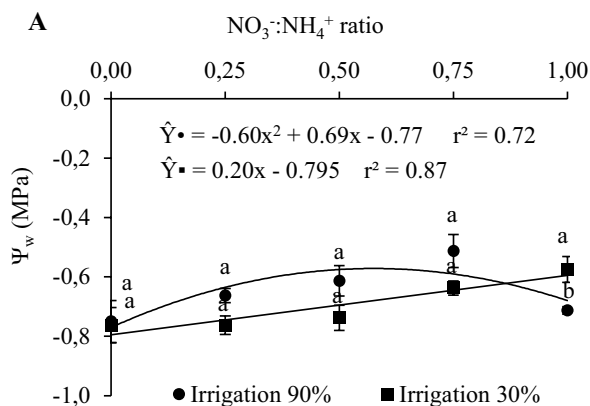 A
NO₃⁻:NH₄⁺ ratio
0,00 0,25 0,50 0,75 1,00
0,0
Ŷ• = -0.60x² + 0.69x - 0.77 r² = 0.72
-0,2
Ŷ▪ = 0.20x - 0.795 r² = 0.87
-0,4
Ψw (MPa)
a a
a a
a a
-0,6
a a
a a b
-0,8
-1,0
Irrigation 90% Irrigation 30%